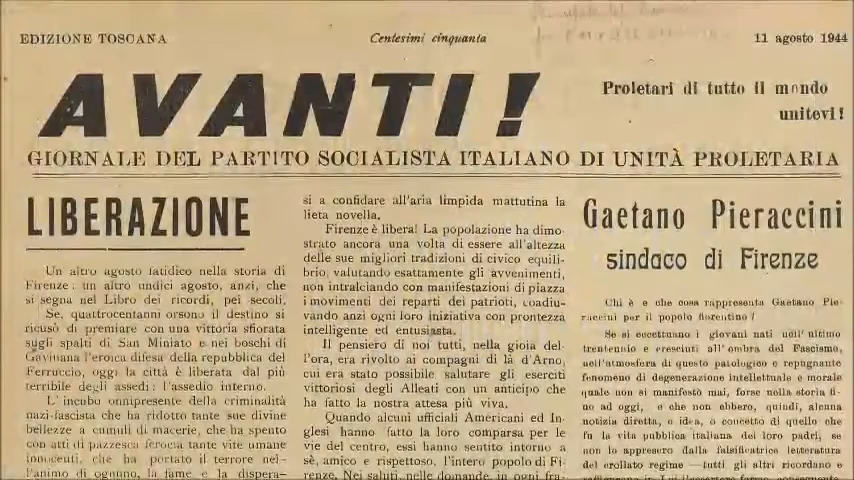 EDIZIONE TOSCANA
Centesimi cinquanta
11 agosto 1944
AVANTI!
Proletari di tutto il mondo
unitevi!
GIORNALE DEL PARTITO SOCIALISTA ITALIANO DI UNITÀ PROLETARIA
LIBERAZIONE
Un altro agosto fatidico nella storia di
Firenze: un altro undici agosto, anzi, che
si segna nel Libro dei ricordi, pei secoli.
Se, quattrocentanni orsono il destino si
ricusò di premiare con una vittoria sfiorata
sugli spalti di San Miniato e nei boschi di
Gavinana l'eroica difesa della repubblica del
Ferruccio, oggi la città è liberata dal più
terribile degli assedi: l'assedio interno.
L'incubo onnipresente della criminalità
nazi-fascista che ha ridotto tante sue divine
bellezze a cumuli di macerie, che ha spento
con atti di pazzesca ferocia tante vite umane
innocenti, che ha portato il terrore nel-
l'animo di ognuno, la fame e la dispera-
si a confidare all'aria limpida mattutina la
lieta novella.
Firenze è libera! La popolazione ha dimo-
strato ancora una volta di essere all'altezza
delle sue migliori tradizioni di civico equili-
brio, valutando esattamente gli avvenimenti,
non intralciando con manifestazioni di piazza
i movimenti dei reparti dei patrioti, coadiu-
vando anzi ogni loro iniziativa con prontezza
intelligente ed entusiasta.
Il pensiero di noi tutti, nella gioia del-
l'ora, era rivolto ai compagni di là d'Arno,
cui era stato possibile salutare gli eserciti
vittoriosi degli Alleati con un anticipo che
ha fatto la nostra attesa più viva.
Quando alcuni ufficiali Americani ed In-
glesi hanno fatto la loro comparsa per le
vie del centro, essi hanno sentito intorno a
sè, amico e rispettoso, l'intero popolo di Fi-
renze. Nei saluti, nelle domande, in ogni fra-
Gaetano Pieraccini
sindaco di Firenze
Chi è e che cosa rappresenta Gaetano Pie-
raccini per il popolo fiorentino?
Se si eccettuano i giovani nati nell'ultimo
trentennio e cresciuti all'ombra del Fascismo,
nell'atmosfera di questo patologico e repugnante
fenomeno di degenerazione intellettuale e morale
quale non si manifestò mai, forse nella storia fi-
no ad oggi, e che non ebbero, quindi, alcuna
notizia diretta, o idea, o concetto di quello che
fu la vita pubblica italiana dei loro padri, se
non lo appresero dalla falsificatrice letteratura
del crollato regime — tutti gli altri ricordano e